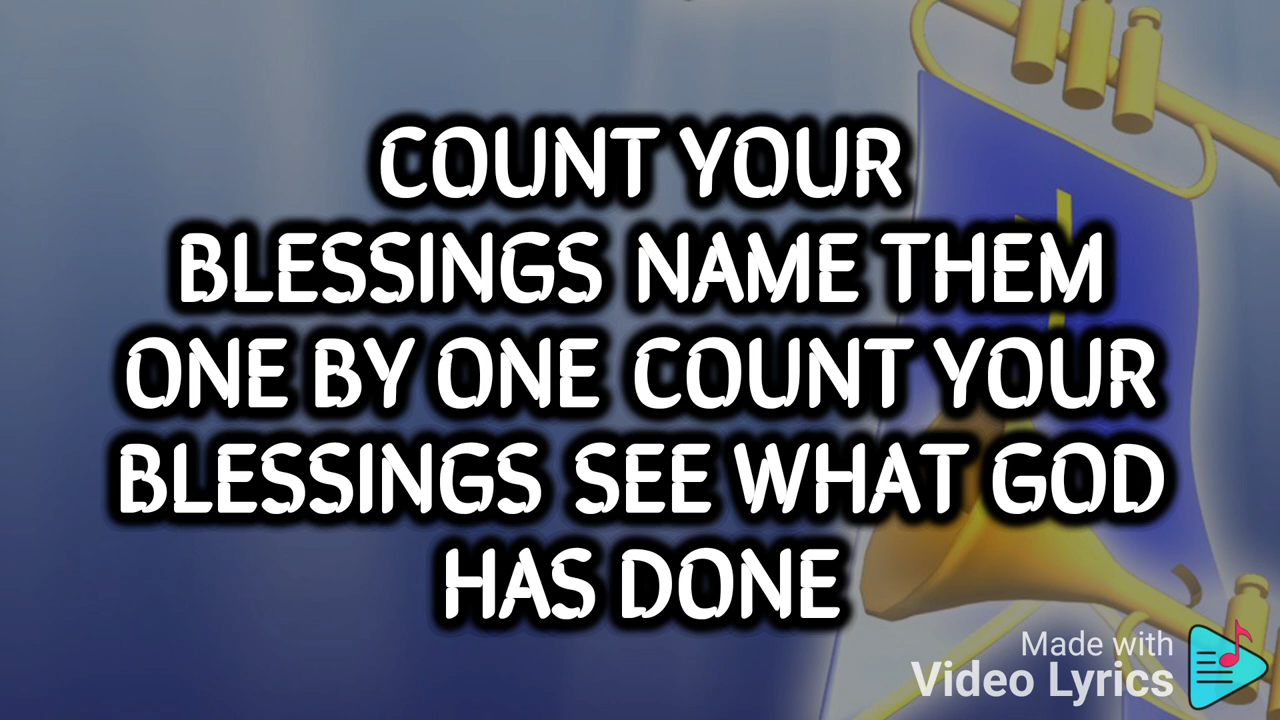 COUNT YOUR
BLESSINGS NAME THEM
ONE BY ONE COUNT YOUR
BLESSINGS SEE WHAT GOD
HAS DONE
Made with
Video Lyrics